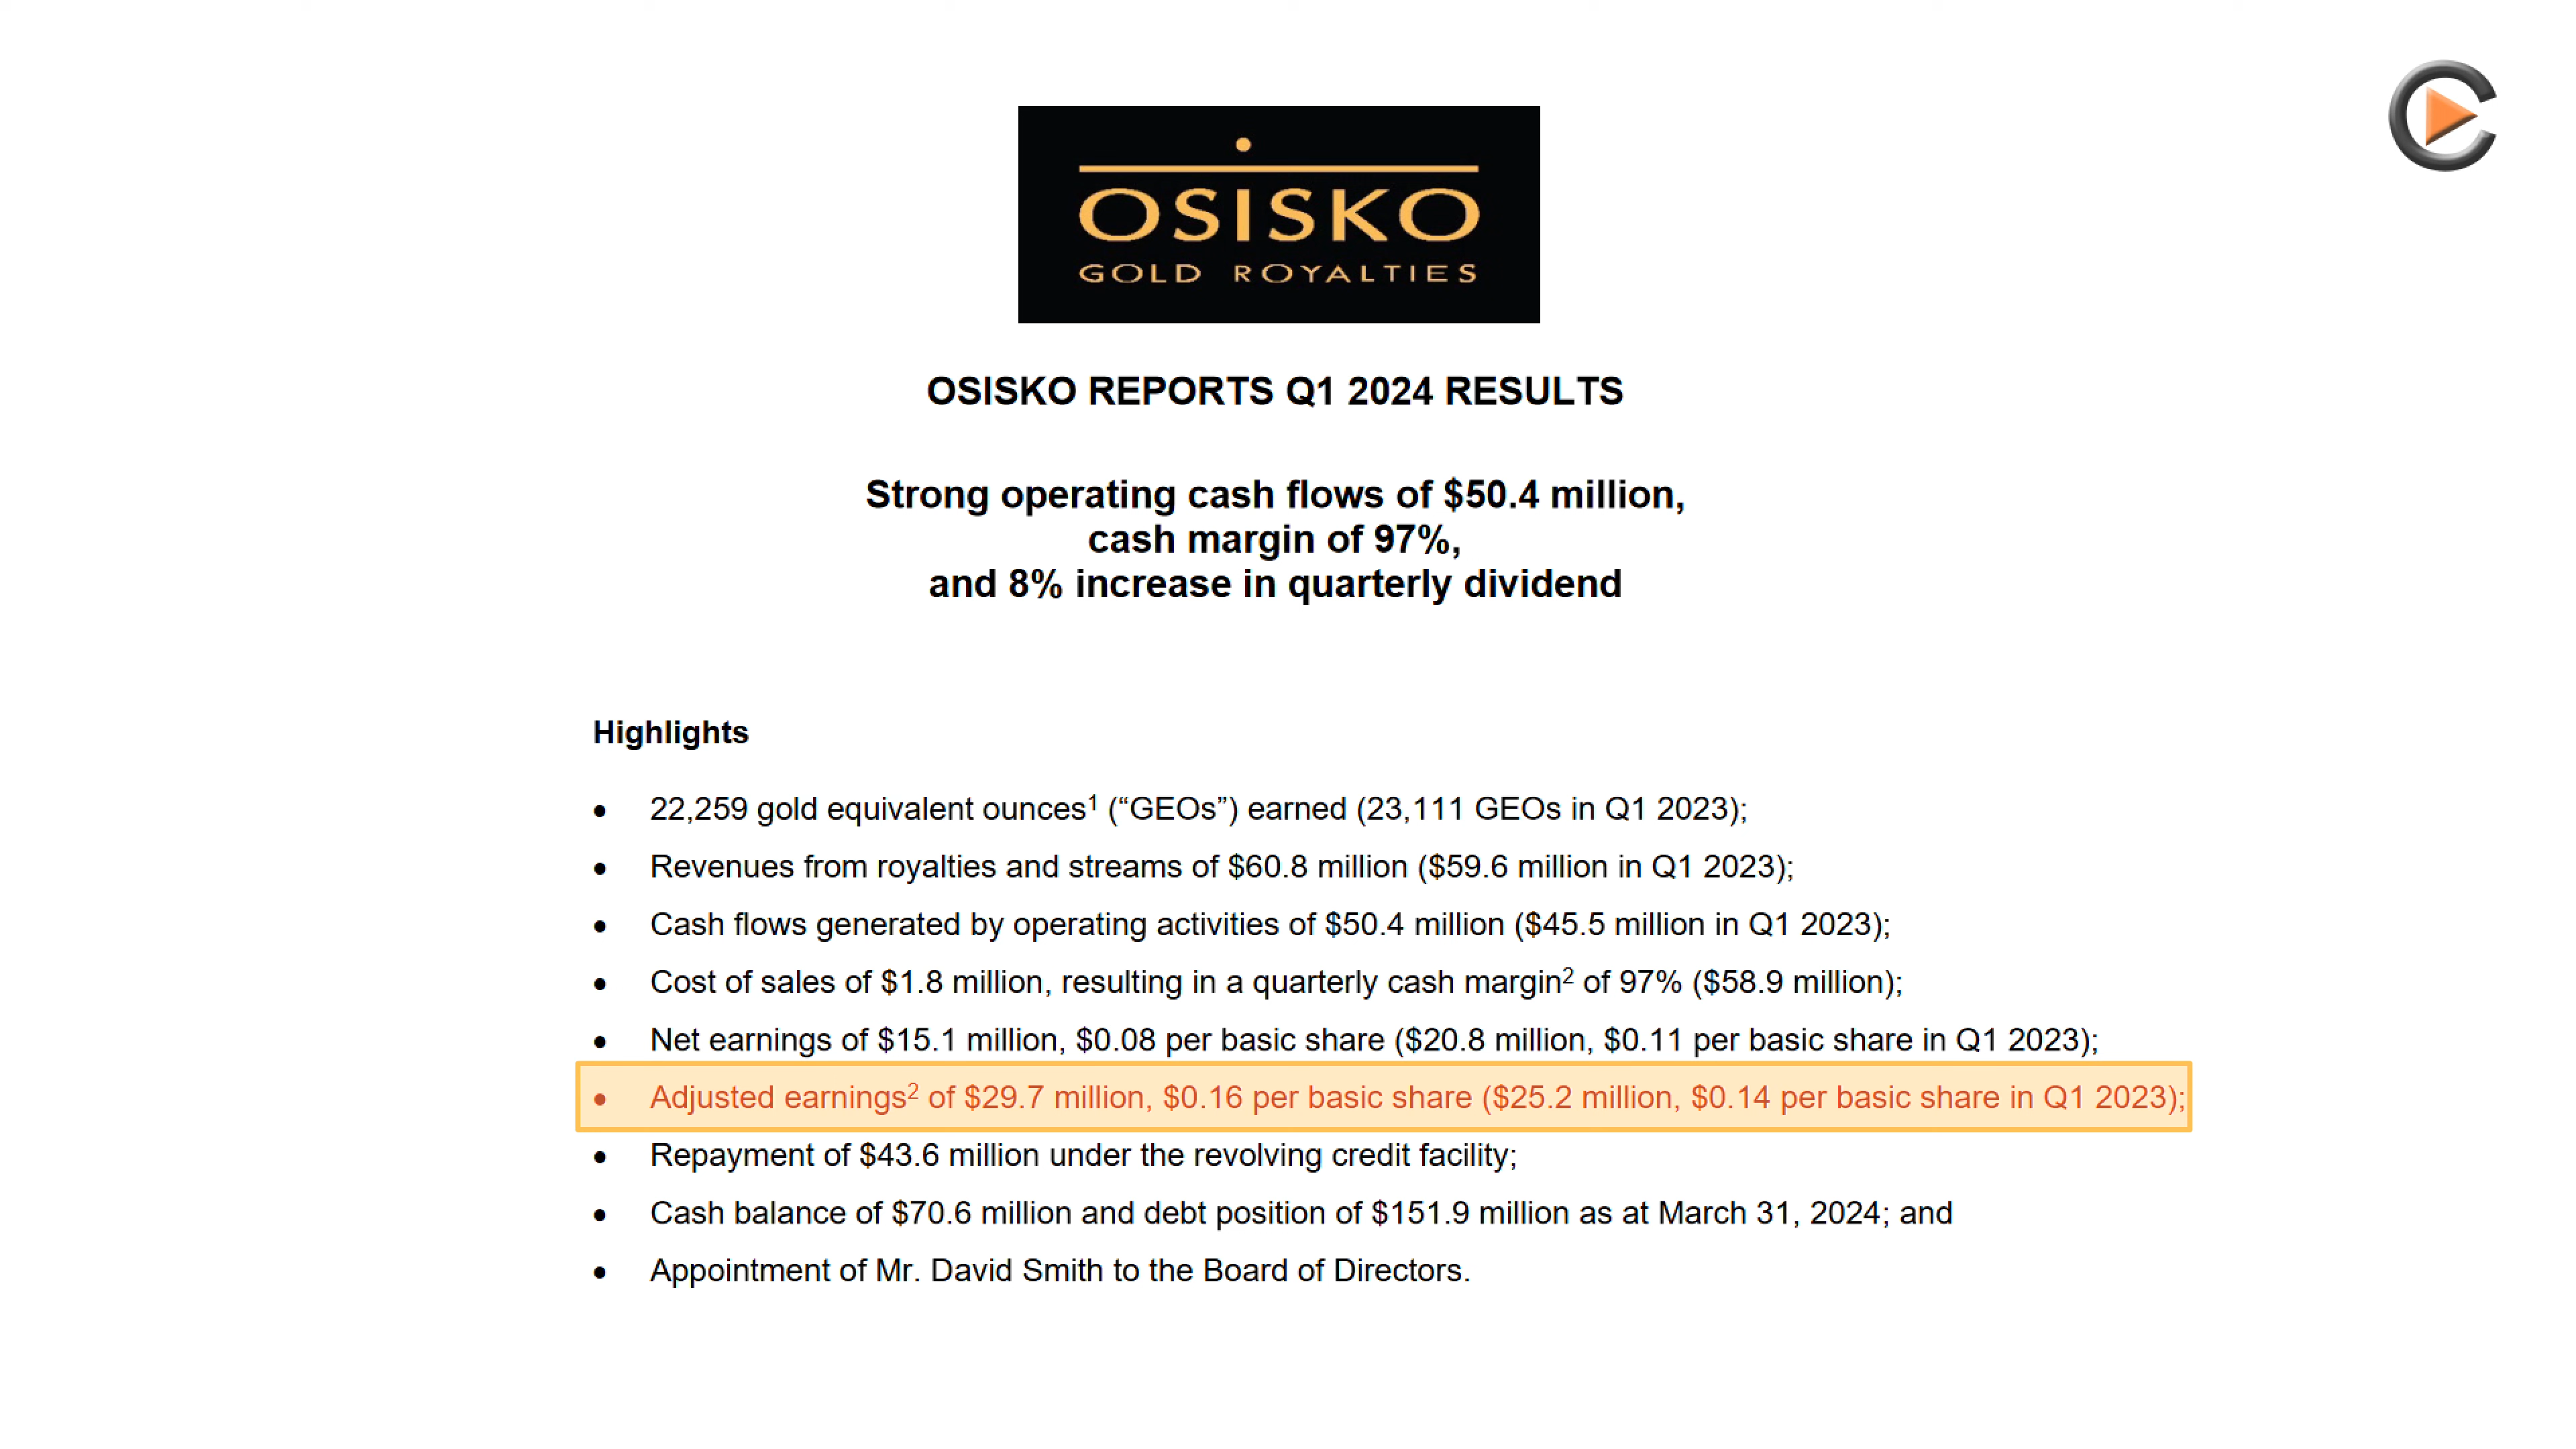 OSISKO
GOLD ROYALTIES
OSISKO REPORTS Q1 2024 RESULTS
Strong operating cash flows of $50.4 million,
cash margin of 97%,
and 8% increase in quarterly dividend
Highlights
• 22,259 gold equivalent ounces¹ (“GEOs”) earned (23,111 GEOs in Q1 2023);
• Revenues from royalties and streams of $60.8 million ($59.6 million in Q1 2023);
• Cash flows generated by operating activities of $50.4 million ($45.5 million in Q1 2023);
• Cost of sales of $1.8 million, resulting in a quarterly cash margin² of 97% ($58.9 million);
• Net earnings of $15.1 million, $0.08 per basic share ($20.8 million, $0.11 per basic share in Q1 2023);
• Adjusted earnings² of $29.7 million, $0.16 per basic share ($25.2 million, $0.14 per basic share in Q1 2023);
• Repayment of $43.6 million under the revolving credit facility;
• Cash balance of $70.6 million and debt position of $151.9 million as at March 31, 2024; and
• Appointment of Mr. David Smith to the Board of Directors.